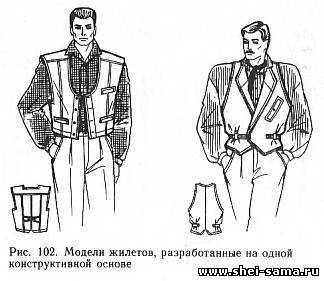 Рис. 102. Модели жилетов, разработанные на одной
конструктивной основе
www.shei-sama.ru